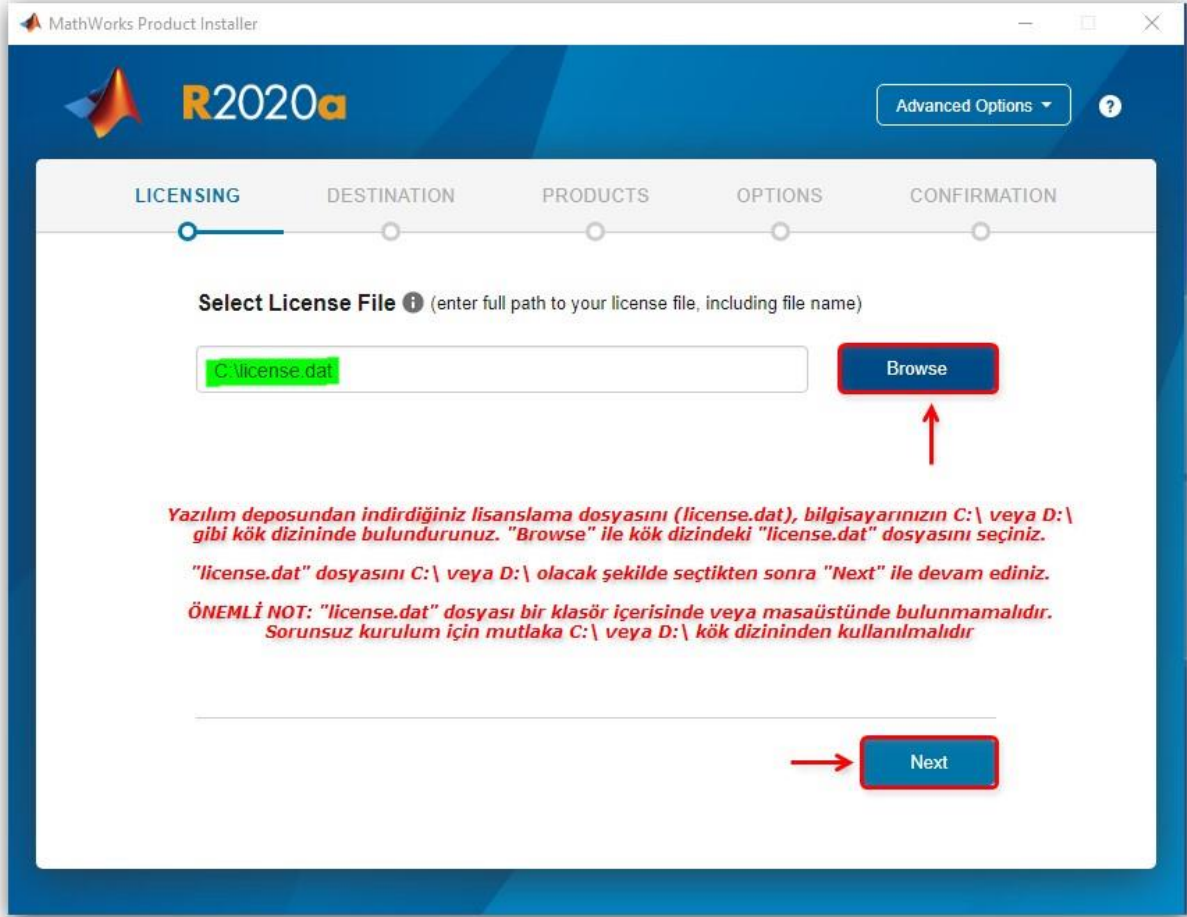 MathWorks Product Installer
R2020a
Advanced Options
?
LICENSING DESTINATION PRODUCTS OPTIONS CONFIRMATION
Select License File i (enter full path to your license file, including file name)
C:\license.dat
Browse
Yazılım deposundan indirdiğiniz lisanslama dosyasını (license.dat), bilgisayarınızın C:\ veya D:\
gibi kök dizininde bulundurunuz. "Browse" ile kök dizindeki "license.dat" dosyasını seçiniz.
"license.dat" dosyasını C:\ veya D:\ olacak şekilde seçtikten sonra "Next" ile devam ediniz.
ÖNEMLİ NOT: "license.dat" dosyası bir klasör içerisinde veya masaüstünde bulunmamalıdır.
Sorunsuz kurulum için mutlaka C:\ veya D:\ kök dizininden kullanılmalıdır
Next